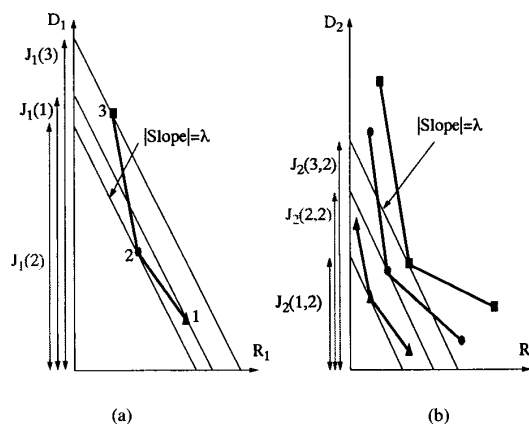 D1
J1(3)
J1(1)
J1(2)
3
|Slope|=λ
2
1
R1
(a)
D2
|Slope|=λ
J2(3,2)
J2(2,2)
J2(1,2)
R
(b)